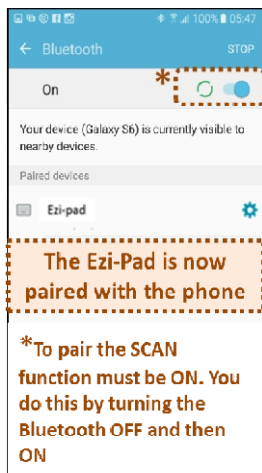 100% 05:47
Bluetooth STOP
On *
Your device (Galaxy S6) is currently visible to
nearby devices.
Paired devices
Ezi-pad
The Ezi-Pad is now
paired with the phone
*To pair the SCAN
function must be ON. You
do this by turning the
Bluetooth OFF and then
ON